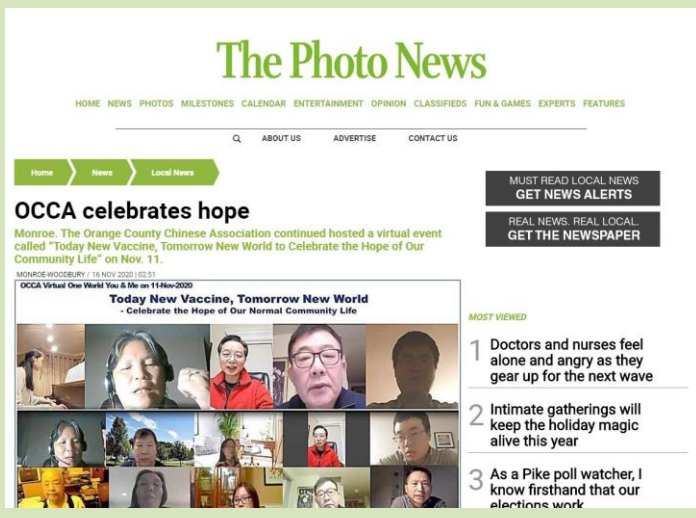 The Photo News
HOME NEWS PHOTOS MILESTONES CALENDAR ENTERTAINMENT OPINION CLASSIFIEDS FUN & GAMES EXPERTS FEATURES
ABOUT US ADVERTISE CONTACT US
Home News Local News
OCCA celebrates hope
Monroe. The Orange County Chinese Association continued hosted a virtual event
called "Today New Vaccine, Tomorrow New World to Celebrate the Hope of Our
Community Life" on Nov. 11.
MONROE-WOODBURY / 16 NOV 2020 | 02:51
OCCA Virtual One World You & Me on 11-Nov-2020
Today New Vaccine, Tomorrow New World
- Celebrate the Hope of Our Normal Community Life
MUST READ LOCAL NEWS
GET NEWS ALERTS
REAL NEWS. REAL LOCAL.
GET THE NEWSPAPER
MOST VIEWED
1 Doctors and nurses feel
alone and angry as they
gear up for the next wave
2 Intimate gatherings will
keep the holiday magic
alive this year
3 As a Pike poll watcher, I
know firsthand that our
elections work